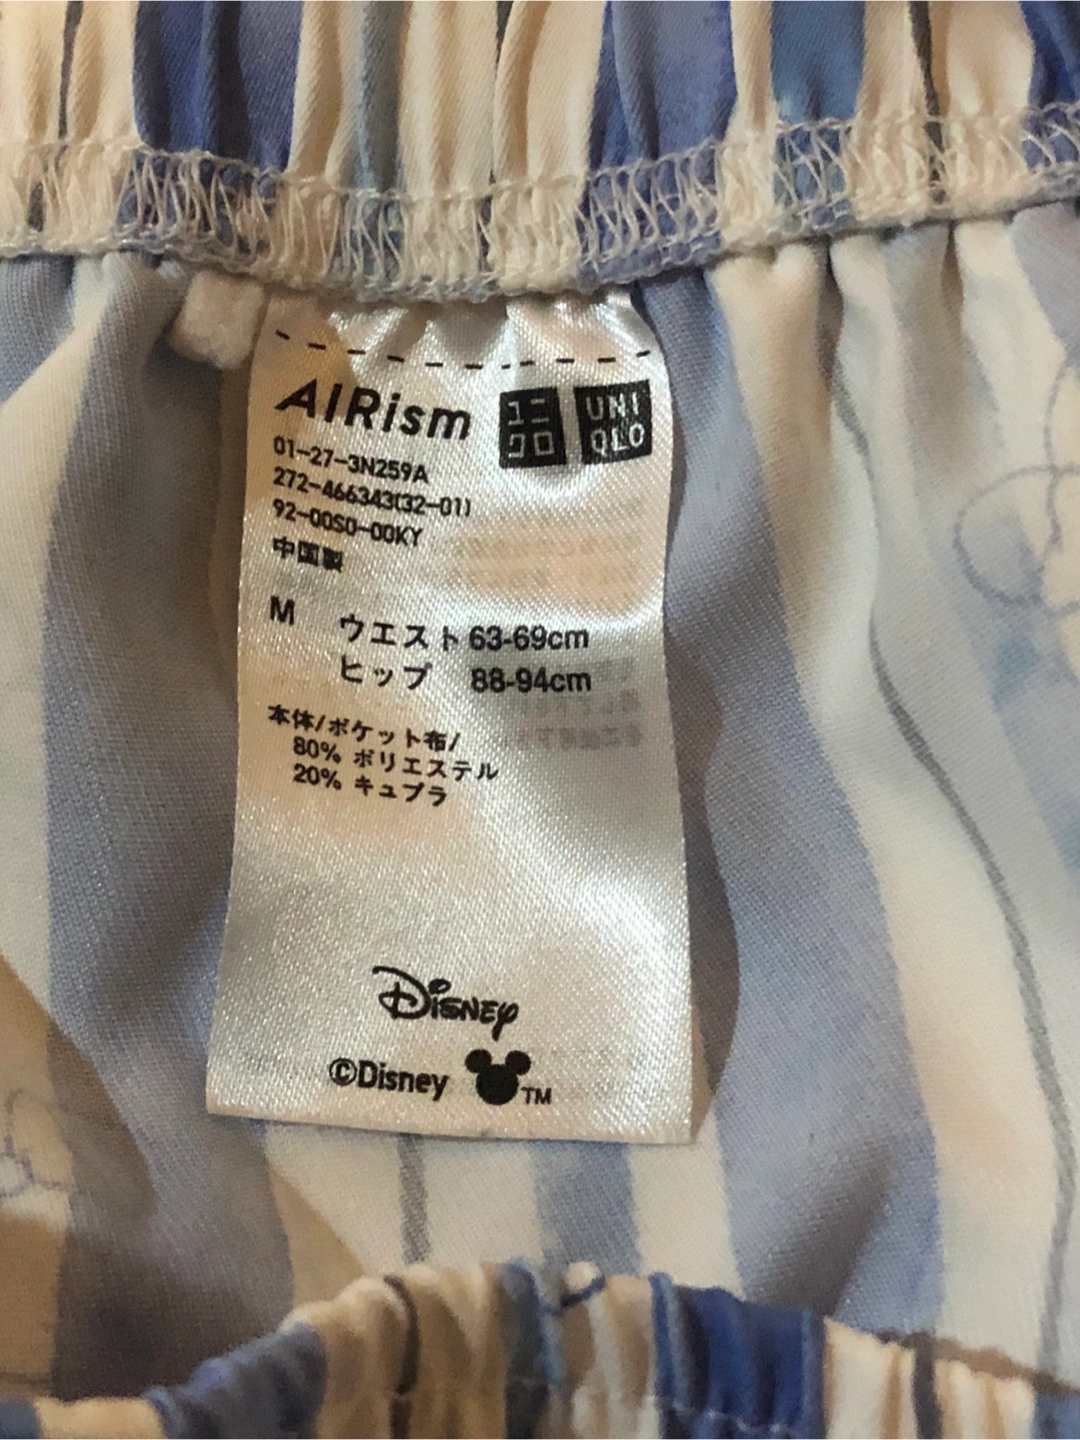 AIRism ユニクロ UNIQLO
01-27-3N259A
272-466343(32-01)
92-00S0-00KY
中国製
M ウエスト 63-69cm
ヒップ 88-94cm
本体/ポケット布/
80% ポリエステル
20% キュプラ
Disney
©Disney TM